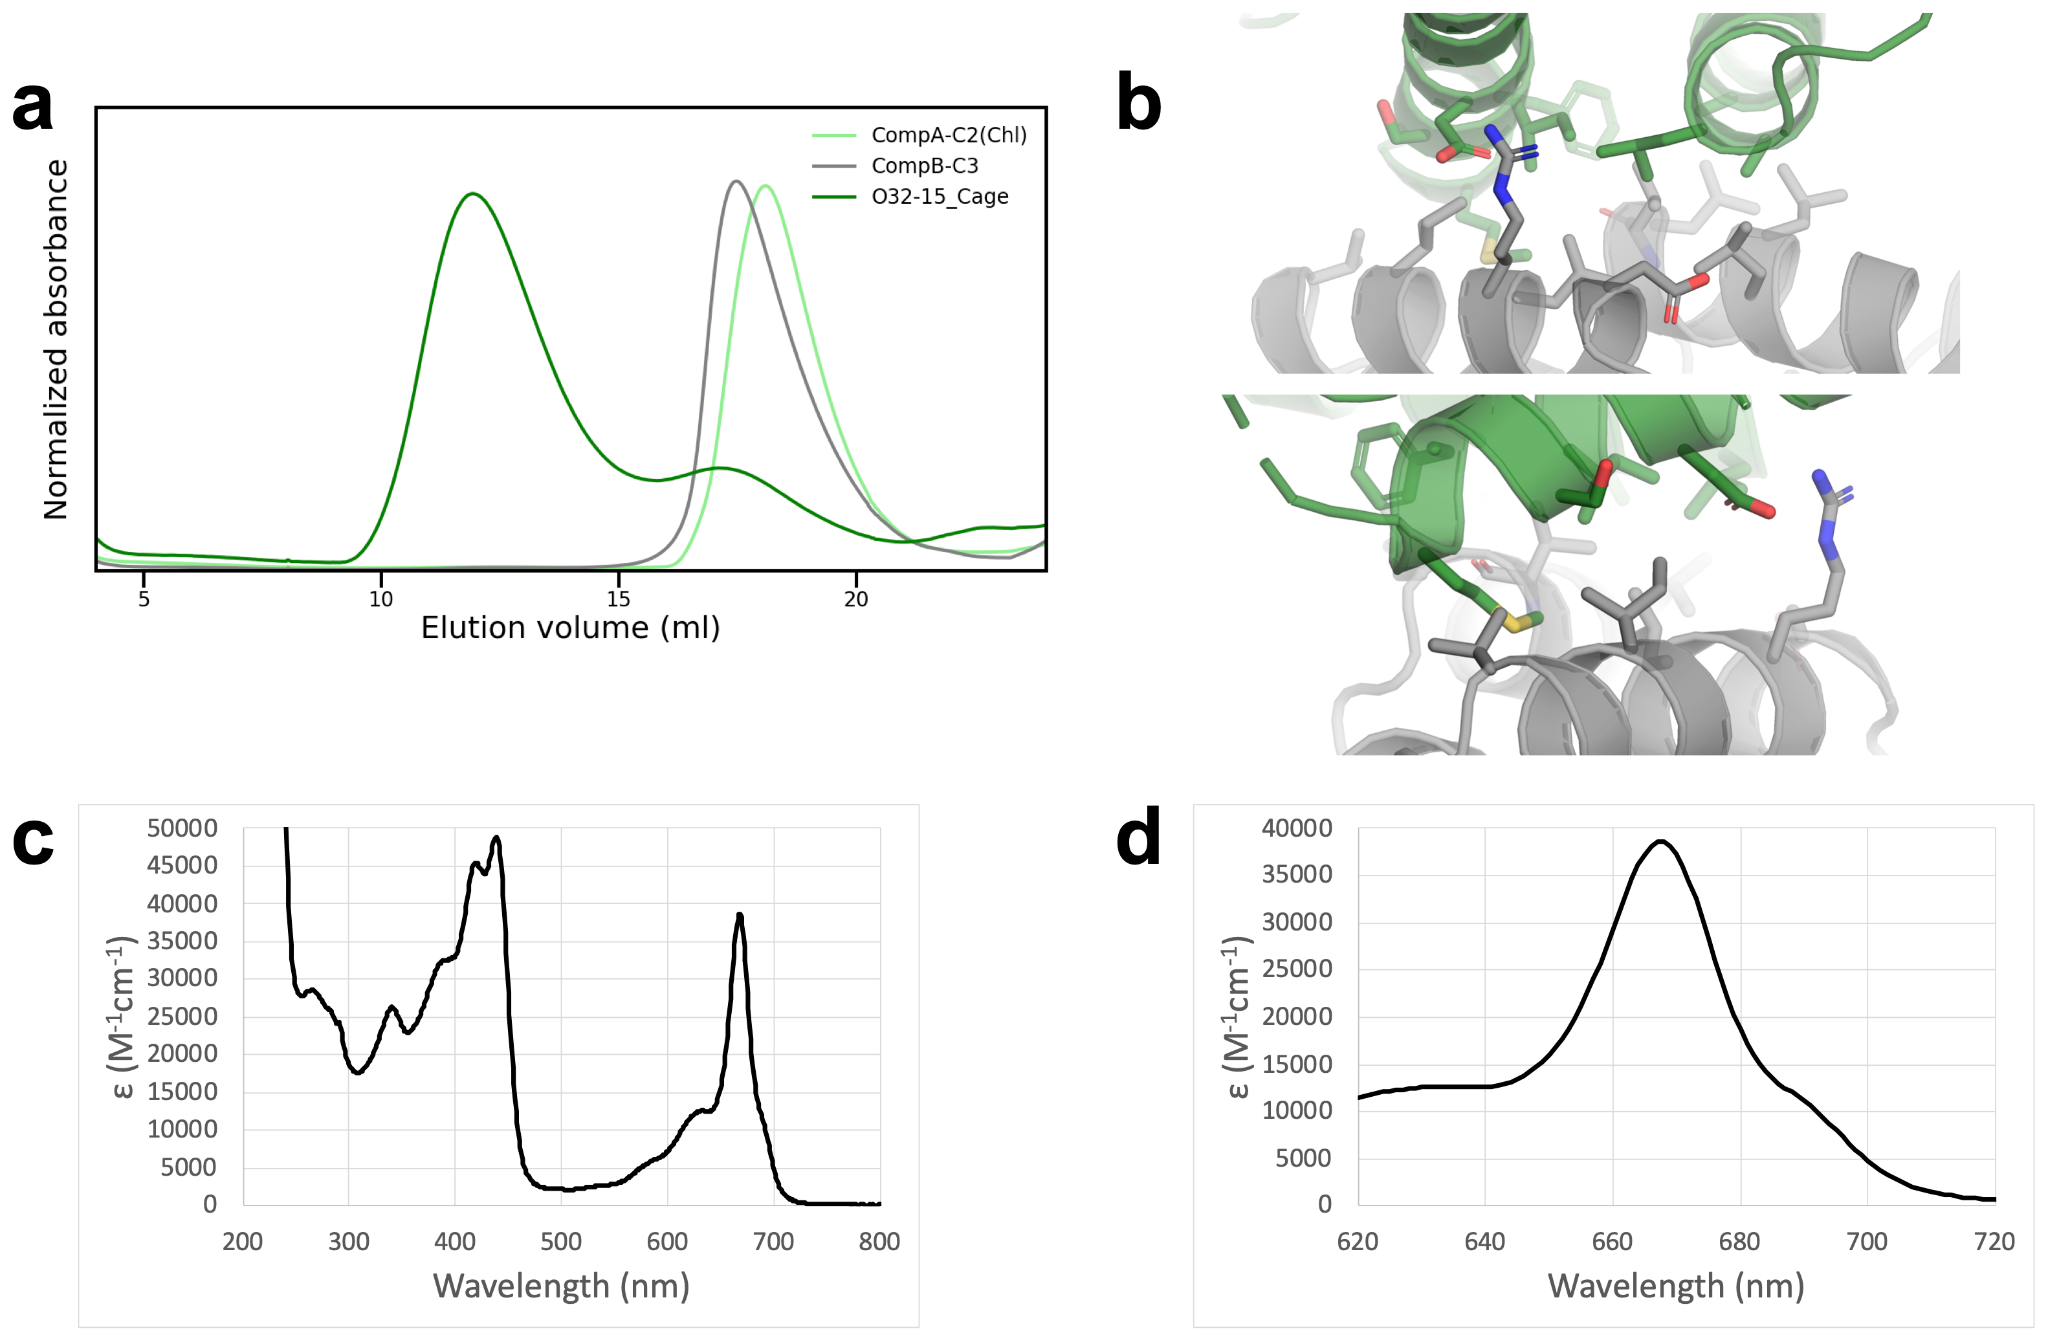 a
Normalized absorbance
CompA-C2(Chl)
CompB-C3
O32-15_Cage
5 10 15 20
Elution volume (ml)
b
c
50000
45000
40000
35000
30000
25000
20000
15000
10000
5000
0
ε (M⁻¹cm⁻¹)
200 300 400 500 600 700 800
Wavelength (nm)
d
40000
35000
30000
25000
20000
15000
10000
5000
0
ε (M⁻¹cm⁻¹)
620 640 660 680 700 720
Wavelength (nm)